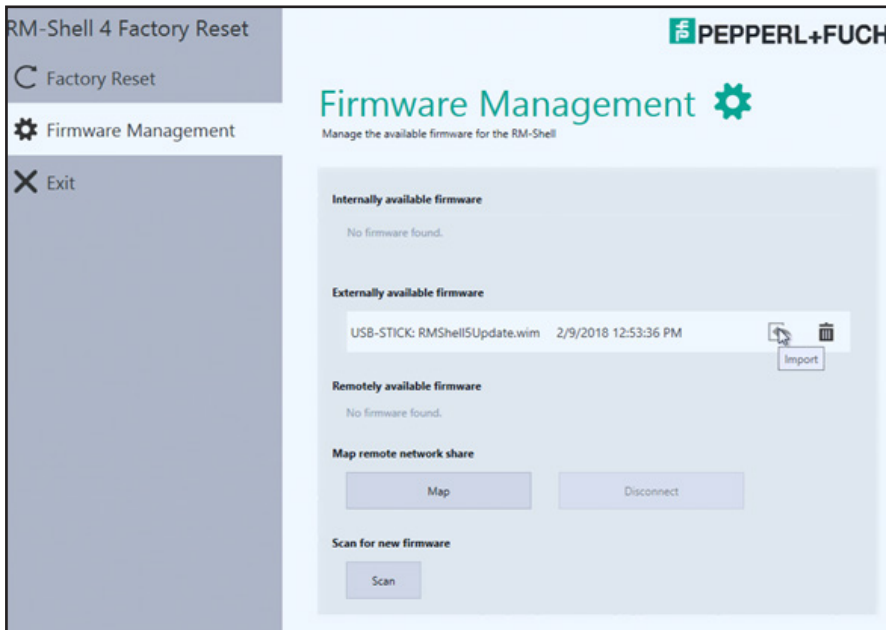 RM-Shell 4 Factory Reset
PEPPERL+FUCH
Factory Reset
Firmware Management
Exit
Firmware Management
Manage the available firmware for the RM-Shell
Internally available firmware
No firmware found.
Externally available firmware
USB-STICK: RMShell5Update.wim 2/9/2018 12:53:36 PM
Import
Remotely available firmware
No firmware found.
Map remote network share
Map Disconnect
Scan for new firmware
Scan